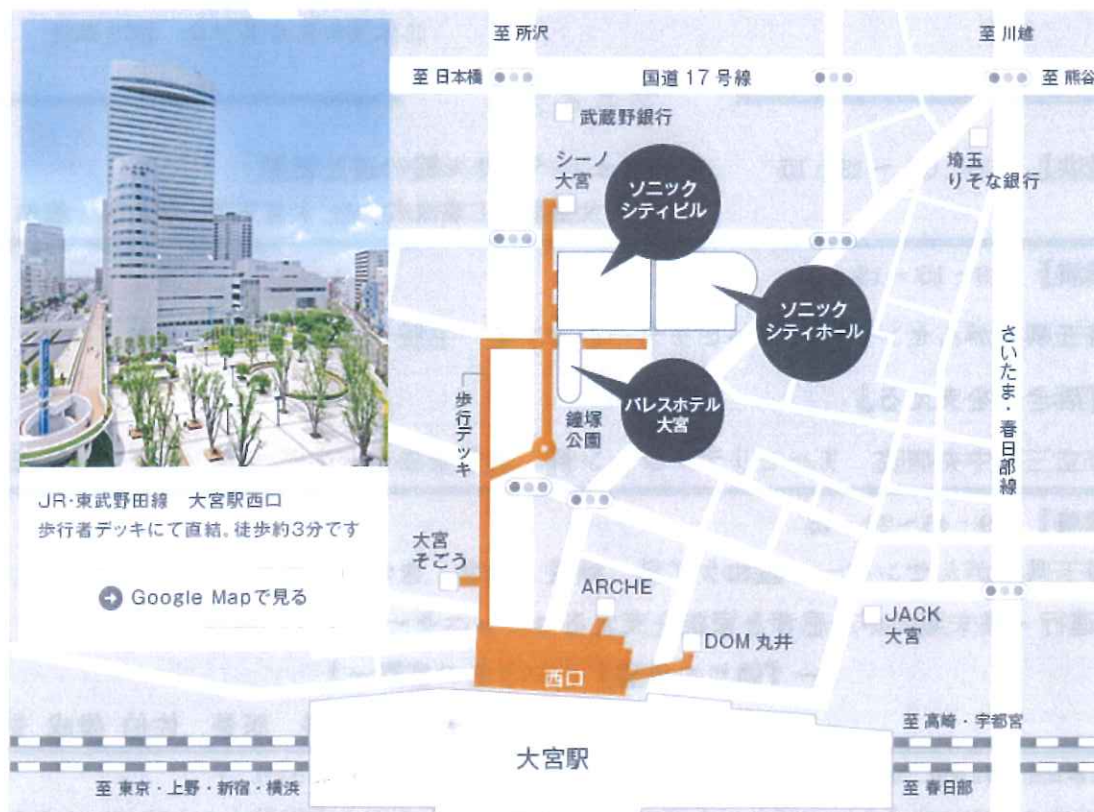 至 所沢
至 川越
至 日本橋
国道 17 号線
至 熊谷
武蔵野銀行
シーノ
大宮
ソニック
シティビル
埼玉
りそな銀行
ソニック
シティホール
さいたま・春日部線
パレスホテル
大宮
歩行デッキ
鐘塚
公園
JR・東武野田線　大宮駅西口
歩行者デッキにて直結。徒歩約3分です
Google Mapで見る
大宮
そごう
ARCHE
JACK
大宮
DOM 丸井
西口
大宮駅
至 高崎・宇都宮
至 東京・上野・新宿・横浜
至 春日部